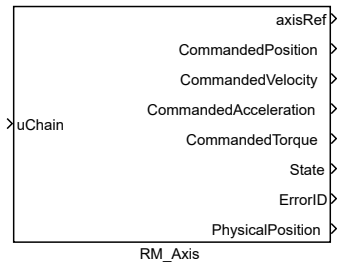 axisRef
CommandedPosition
CommandedVelocity
CommandedAcceleration
uChain
CommandedTorque
State
ErrorID
PhysicalPosition
RM_Axis